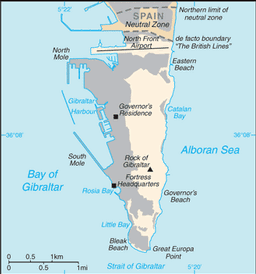 5°22'
5°20'
SPAIN
Neutral Zone
Northern limit of
neutral zone
North Front
Airport
de facto boundary
"The British Lines"
North
Mole
Eastern
Beach
Gibraltar
Harbour
Governor's
Residence
Catalan
Bay
36°08'
36°08'
Alboran Sea
South
Mole
Rock of
Gibraltar
Bay of
Gibraltar
Fortress
Headquarters
Rosia Bay
Governor's
Beach
Little Bay
Bleak
Beach
Great Europa
Point
0 0.5 1km
0 0.5 1mi
Strait of Gibraltar